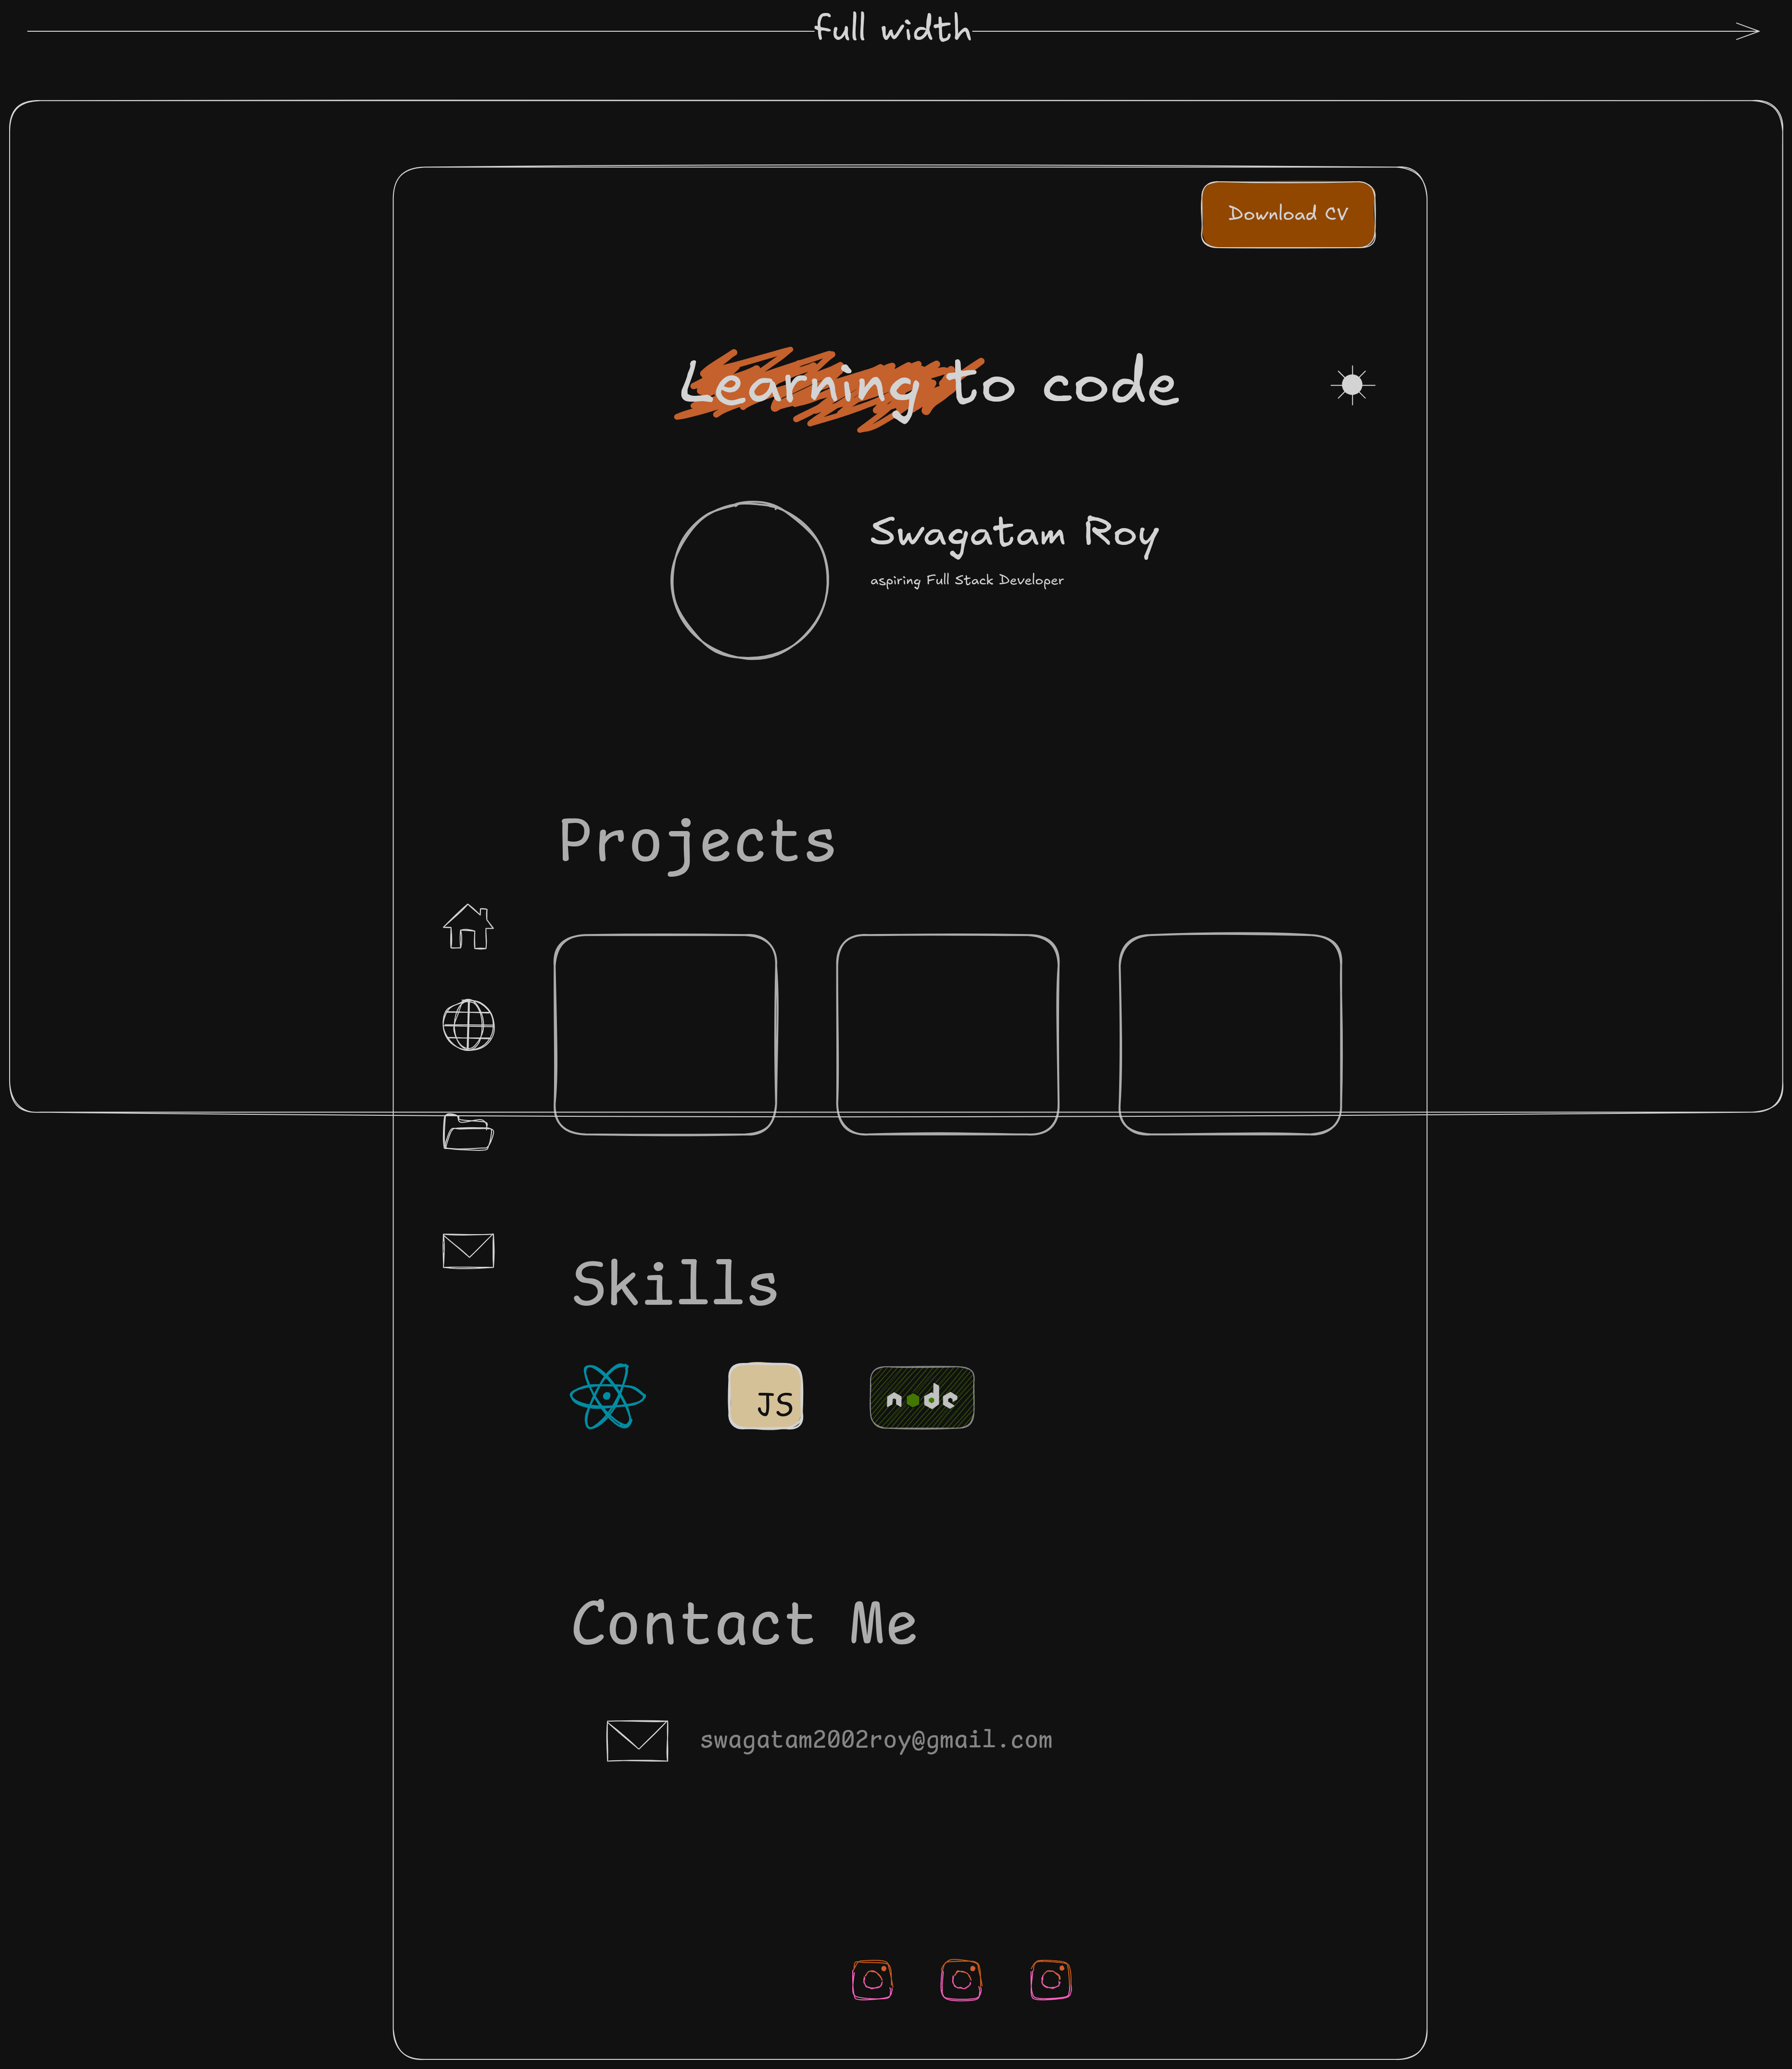 full width
Download CV
Learning to code
Swagatam Roy
aspiring Full Stack Developer
Projects
Skills
JS
node
Contact Me
swagatam2002roy@gmail.com